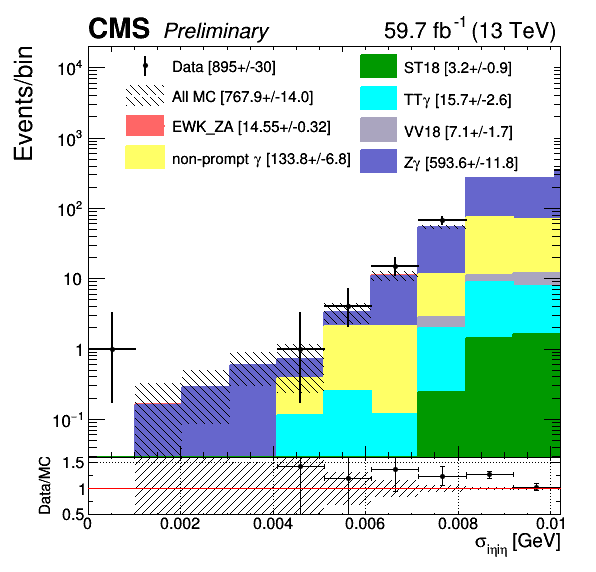 CMS Preliminary 59.7 fb⁻¹ (13 TeV)
Events/bin
10⁴
10³
10²
10
1
10⁻¹
Data [895+/-30]
All MC [767.9+/-14.0]
EWK_ZA [14.55+/-0.32]
non-prompt γ [133.8+/-6.8]
ST18 [3.2+/-0.9]
TTγ [15.7+/-2.6]
VV18 [7.1+/-1.7]
Zγ [593.6+/-11.8]
Data/MC
1.5
1
0.5
0 0.002 0.004 0.006 0.008 0.01
σiηiη [GeV]